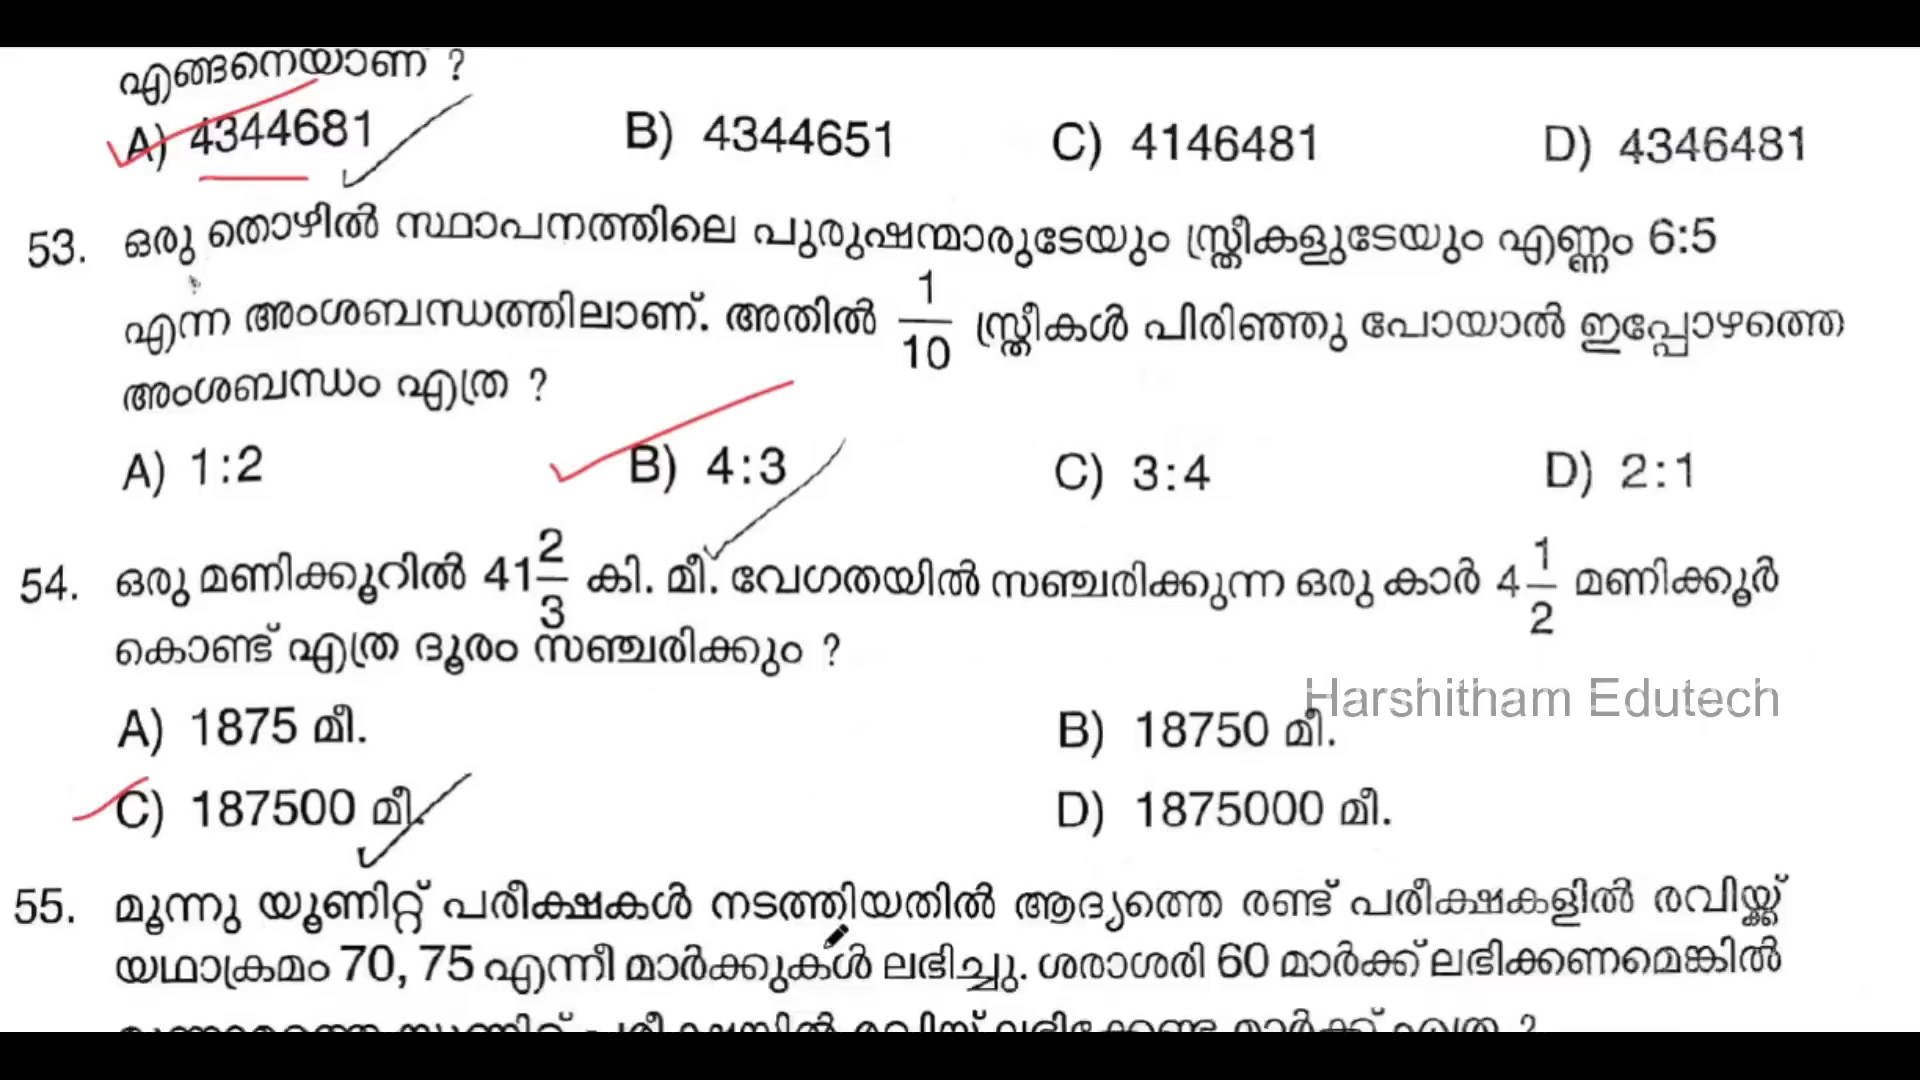 എങ്ങനെയാണ് ?
A) 4344681 B) 4344651 C) 4146481 D) 4346481
53. ഒരു തൊഴിൽ സ്ഥാപനത്തിലെ പുരുഷന്മാരുടേയും സ്ത്രീകളുടേയും എണ്ണം 6:5
എന്ന അംശബന്ധത്തിലാണ്. അതിൽ 1/10 സ്ത്രീകൾ പിരിഞ്ഞു പോയാൽ ഇപ്പോഴത്തെ
അംശബന്ധം എത്ര ?
A) 1:2 B) 4:3 C) 3:4 D) 2:1
54. ഒരു മണിക്കൂറിൽ 41 2/3 കി. മീ. വേഗതയിൽ സഞ്ചരിക്കുന്ന ഒരു കാർ 4 1/2 മണിക്കൂർ
കൊണ്ട് എത്ര ദൂരം സഞ്ചരിക്കും ?
Harshitham Edutech
A) 1875 മീ. B) 18750 മീ.
C) 187500 മീ. D) 1875000 മീ.
55. മൂന്നു യൂണിറ്റ് പരീക്ഷകൾ നടത്തിയതിൽ ആദ്യത്തെ രണ്ട് പരീക്ഷകളിൽ രവിയ്ക്ക്
യഥാക്രമം 70, 75 എന്നീ മാർക്കുകൾ ലഭിച്ചു. ശരാശരി 60 മാർക്ക് ലഭിക്കണമെങ്കിൽ